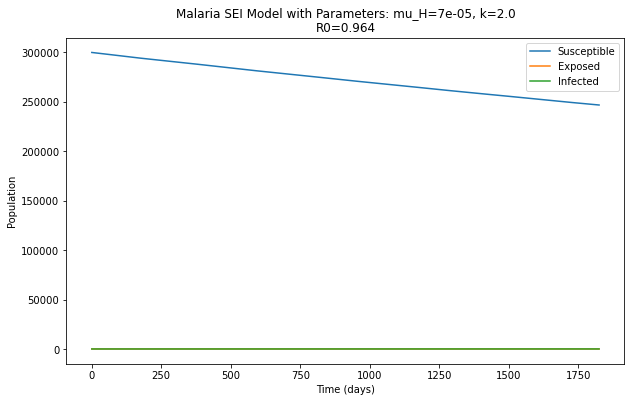 Malaria SEI Model with Parameters: mu_H=7e-05, k=2.0
R0=0.964
Susceptible
Exposed
Infected
300000
250000
200000
150000
100000
50000
0
Population
0 250 500 750 1000 1250 1500 1750
Time (days)